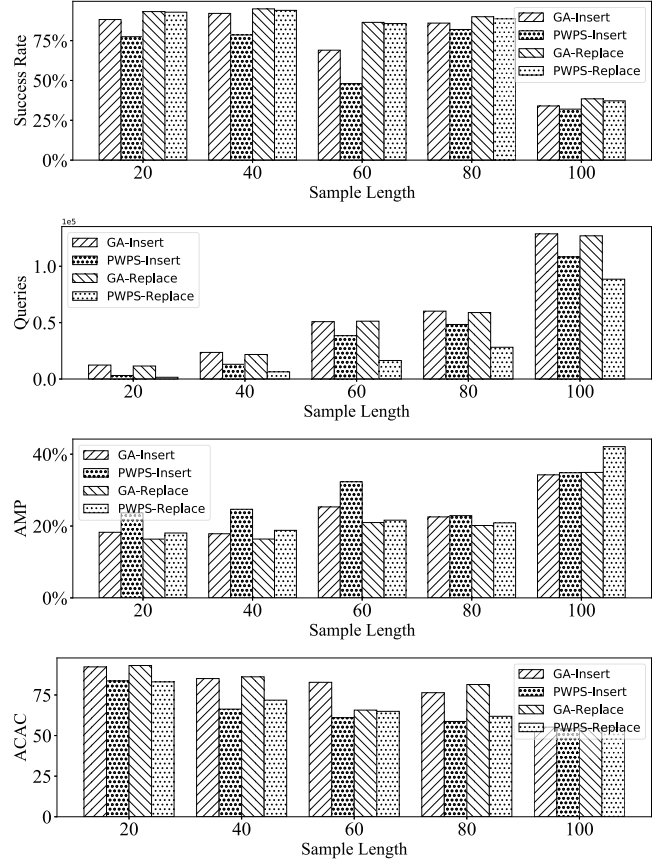 75%
50%
25%
0%
Success Rate
GA-Insert
PWPS-Insert
GA-Replace
PWPS-Replace
20 40 60 80 100
Sample Length
1e5
1.0
0.5
0.0
Queries
GA-Insert
PWPS-Insert
GA-Replace
PWPS-Replace
20 40 60 80 100
Sample Length
40%
20%
0%
AMP
GA-Insert
PWPS-Insert
GA-Replace
PWPS-Replace
20 40 60 80 100
Sample Length
75
50
25
0
ACAC
GA-Insert
PWPS-Insert
GA-Replace
PWPS-Replace
20 40 60 80 100
Sample Length